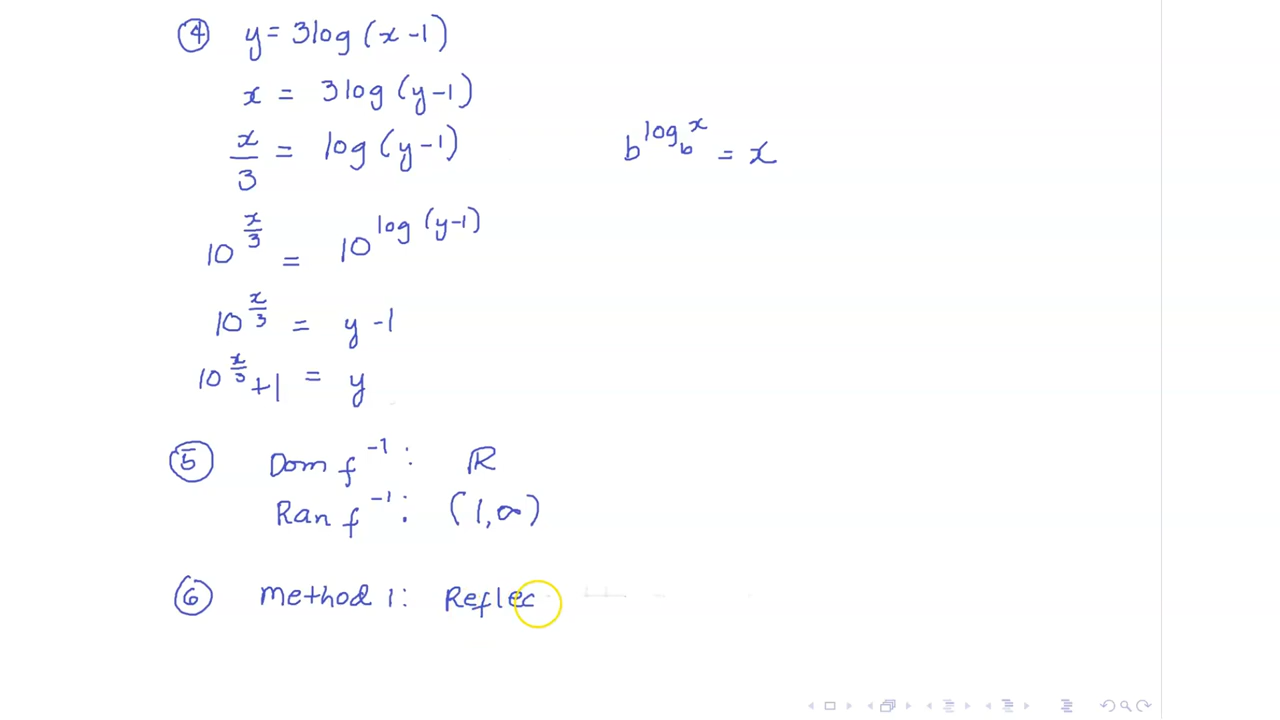 ④ y = 3log(x-1)
x = 3log(y-1)
x/3 = log(y-1)
b^{log_b x} = x
10^{x/3} = 10^{log(y-1)}
10^{x/3} = y-1
10^{x/3}+1 = y
⑤ Dom f^{-1}: ℝ
Ran f^{-1}: (1,∞)
⑥ Method 1: Reflec